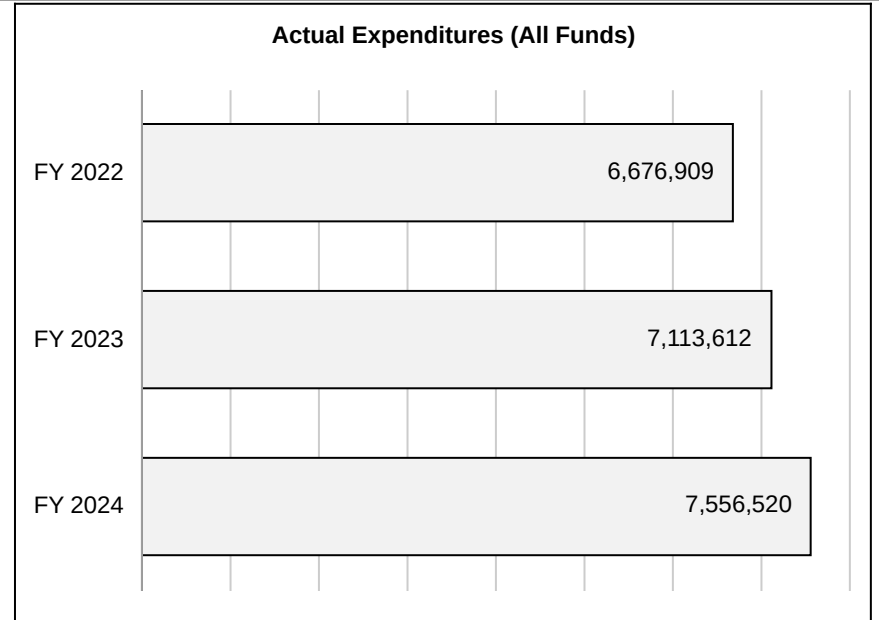 Actual Expenditures (All Funds)
FY 2022 6,676,909
FY 2023 7,113,612
FY 2024 7,556,520